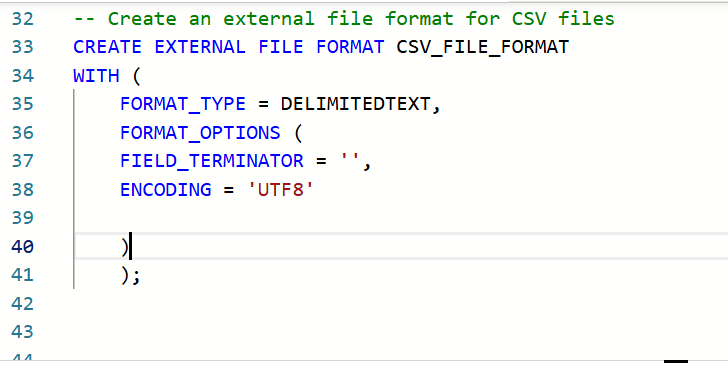 32 -- Create an external file format for CSV files
33 CREATE EXTERNAL FILE FORMAT CSV_FILE_FORMAT
34 WITH (
35 FORMAT_TYPE = DELIMITEDTEXT,
36 FORMAT_OPTIONS (
37 FIELD_TERMINATOR = '',
38 ENCODING = 'UTF8'
39
40 )
41 );
42
43
44